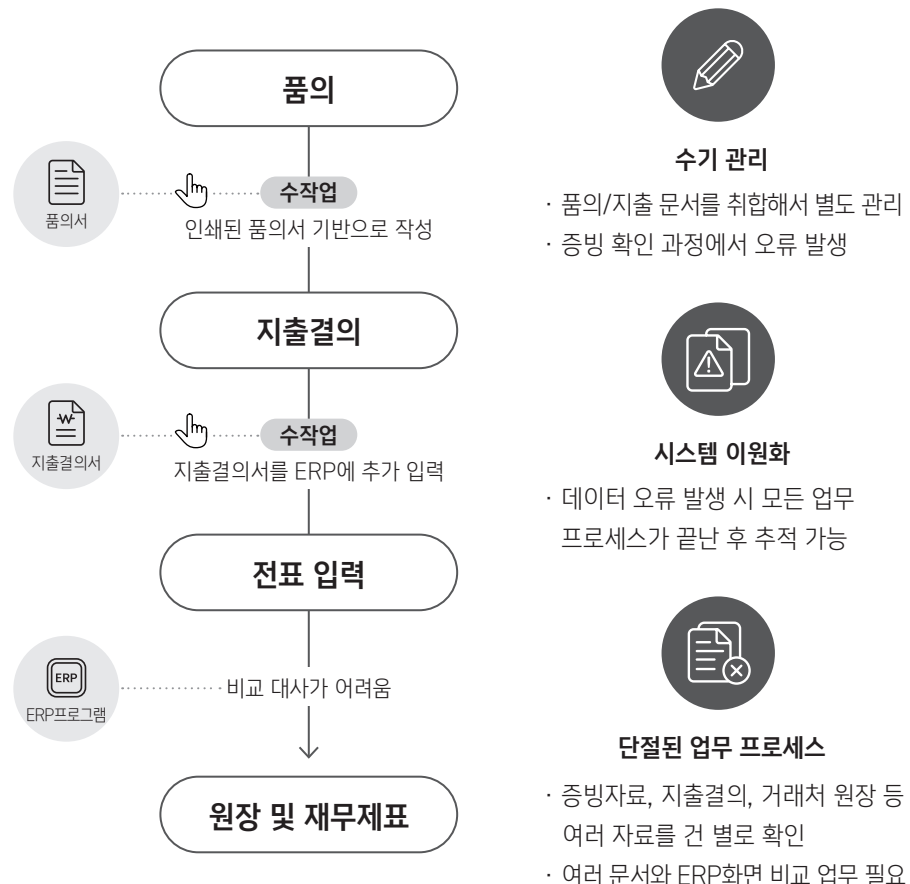 품의
품의서
수작업
인쇄된 품의서 기반으로 작성
지출결의
지출결의서
수작업
지출결의서를 ERP에 추가 입력
전표 입력
ERP
ERP프로그램
비교 대사가 어려움
원장 및 재무제표
수기 관리
· 품의/지출 문서를 취합해서 별도 관리
· 증빙 확인 과정에서 오류 발생
시스템 이원화
· 데이터 오류 발생 시 모든 업무
프로세스가 끝난 후 추적 가능
단절된 업무 프로세스
· 증빙자료, 지출결의, 거래처 원장 등
여러 자료를 건 별로 확인
· 여러 문서와 ERP화면 비교 업무 필요